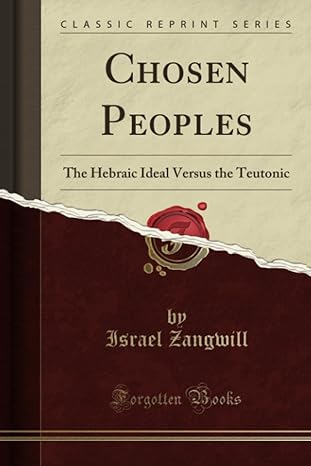 CLASSIC REPRINT SERIES
CHOSEN
PEOPLES
The Hebraic Ideal Versus the Teutonic
by
Israel Zangwill
Forgotten Books